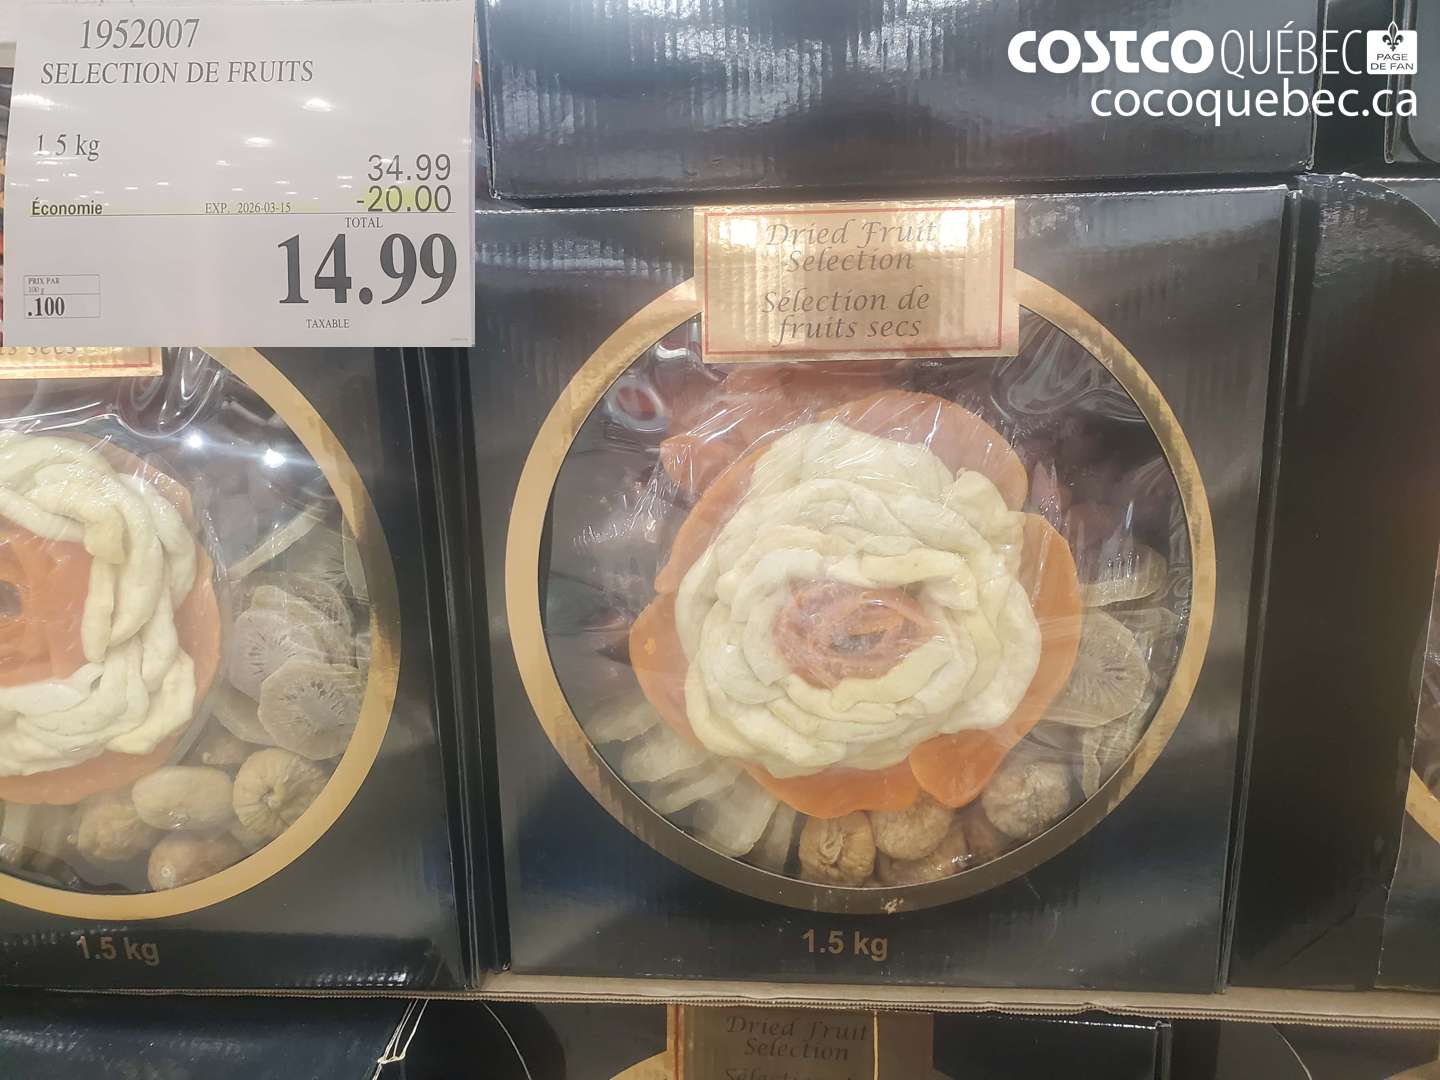 1952007
SELECTION DE FRUITS
1.5 kg
34.99
-20.00
Économie
EXP. 2026-03-15
TOTAL
14.99
PRIX PAR
100 g
.100
TAXABLE
COSTCO QUÉBEC
PAGE
DE FAN
cocoquebec.ca
Dried Fruit
Selection
Sélection de
fruits secs
ts secs
1.5 kg
1.5 kg
Dried Fruit
Selection